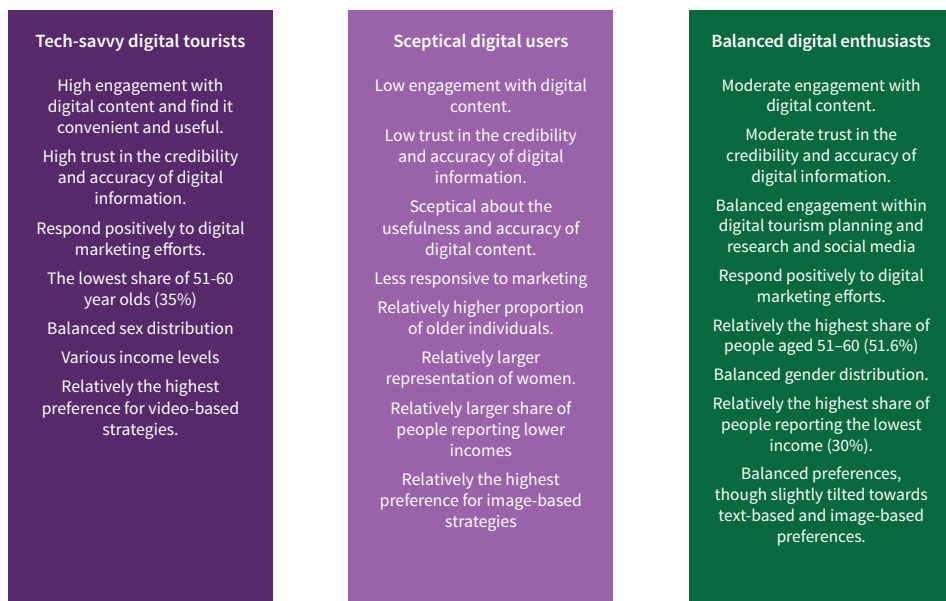 Tech-savvy digital tourists
High engagement with
digital content and find it
convenient and useful.
High trust in the credibility
and accuracy of digital
information.
Respond positively to digital
marketing efforts.
The lowest share of 51-60
year olds (35%)
Balanced sex distribution
Various income levels
Relatively the highest
preference for video-based
strategies.
Sceptical digital users
Low engagement with digital
content.
Low trust in the credibility
and accuracy of digital
information.
Sceptical about the
usefulness and accuracy of
digital content.
Less responsive to marketing
Relatively higher proportion
of older individuals.
Relatively larger
representation of women.
Relatively larger share of
people reporting lower
incomes
Relatively the highest
preference for image-based
strategies
Balanced digital enthusiasts
Moderate engagement with
digital content.
Moderate trust in the
credibility and accuracy of
digital information.
Balanced engagement within
digital tourism planning and
research and social media
Respond positively to digital
marketing efforts.
Relatively the highest share of
people aged 51–60 (51.6%)
Balanced gender distribution.
Relatively the highest share of
people reporting the lowest
income (30%).
Balanced preferences,
though slightly tilted towards
text-based and image-based
preferences.